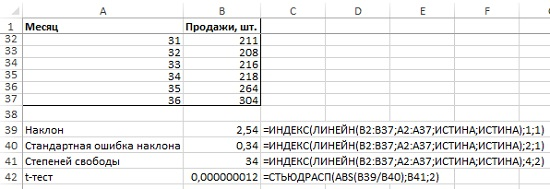 A B C D E F
1 Месяц Продажи, шт.
32 31 211
33 32 208
34 33 216
35 34 218
36 35 264
37 36 304
38
39 Наклон 2,54 =ИНДЕКС(ЛИНЕЙН(B2:B37;A2:A37;ИСТИНА;ИСТИНА);1;1)
40 Стандартная ошибка наклона 0,34 =ИНДЕКС(ЛИНЕЙН(B2:B37;A2:A37;ИСТИНА;ИСТИНА);2;1)
41 Степеней свободы 34 =ИНДЕКС(ЛИНЕЙН(B2:B37;A2:A37;ИСТИНА;ИСТИНА);4;2)
42 t-тест 0,000000012 =СТЬЮДРАСП(ABS(B39/B40);B41;2)